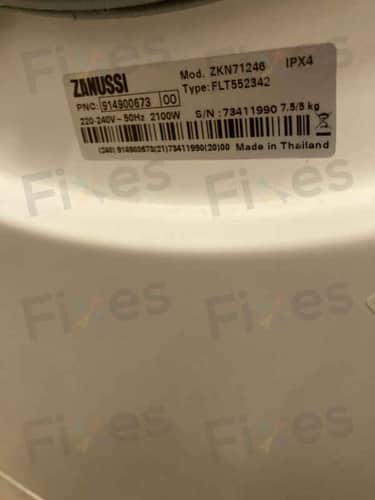 ZANUSSI
Mod. ZKN71246 IPX4
Type: FLT552342
PNC: 914900673 00
220-240V~50Hz 2100W S/N :73411990 7.5/5 kg
(240) 914900673(21)73411990(20)00 Made in Thailand
Fixes
Fixes
Fixes
Fixes
Fixes
Fixes
Fixes
Fixes